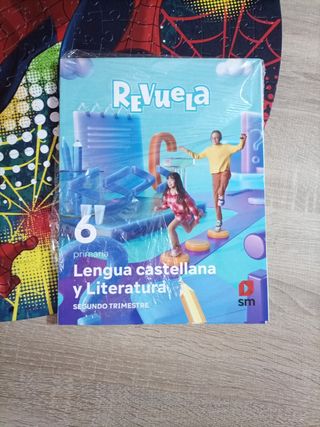 REVUELA
6
primaria
Lengua castellana
y Literatura
SEGUNDO TRIMESTRE
sm